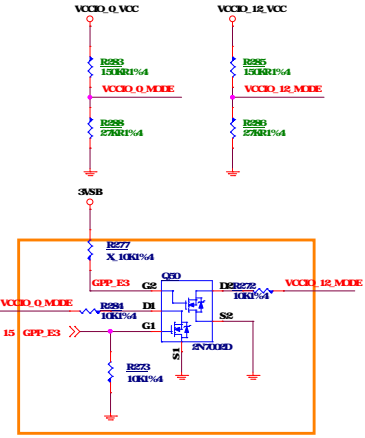 VCCIO_0_VCC VCCIO_12_VCC
R283 R285
150KR1%4 150KR1%4
VCCIO_0_MODE VCCIO_12_MODE
R288 R286
27KR1%4 27KR1%4
3VSB
R277
X_10K1%4
Q50
GPP_E3 G2 D2 R272 VCCIO_12_MODE
10K1%4
VCCIO_0_MODE R284 D1
10K1%4 S2
15 GPP_E3 G1
2N7002D
S1
R273
10K1%4